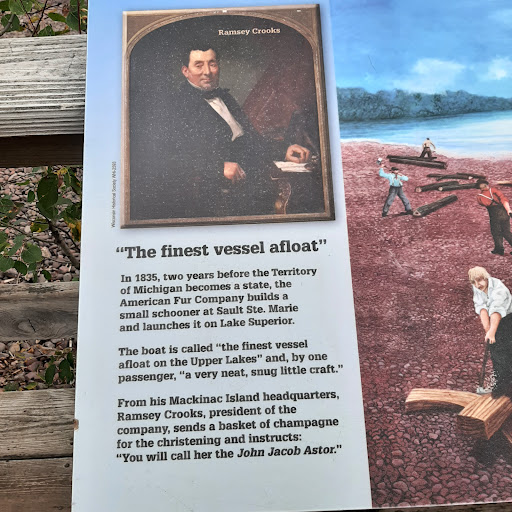 Ramsey Crooks
"The finest vessel afloat"
In 1835, two years before the Territory
of Michigan becomes a state, the
American Fur Company builds a
small schooner at Sault Ste. Marie
and launches it on Lake Superior.
The boat is called "the finest vessel
afloat on the Upper Lakes" and, by one
passenger, "a very neat, snug little craft."
From his Mackinac Island headquarters,
Ramsey Crooks, president of the
company, sends a basket of champagne
for the christening and instructs:
"You will call her the John Jacob Astor."